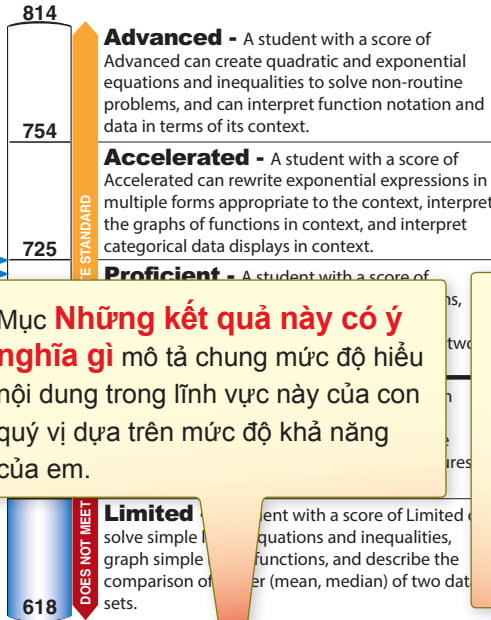 814
Advanced - A student with a score of
Advanced can create quadratic and exponential
equations and inequalities to solve non-routine
problems, and can interpret function notation and
data in terms of its context.
754
Accelerated - A student with a score of
Accelerated can rewrite exponential expressions in
multiple forms appropriate to the context, interpret
the graphs of functions in context, and interpret
categorical data displays in context.
725
STANDARD
Proficient - A student with a score of
Mục Những kết quả này có ý
nghĩa gì mô tả chung mức độ hiểu
nội dung trong lĩnh vực này của con
quý vị dựa trên mức độ khả năng
của em.
DOES NOT MEET
Limited
with a score of Limited
solve simple
and inequalities,
graph simple functions, and describe the
comparison of (mean, median) of two
sets.
618